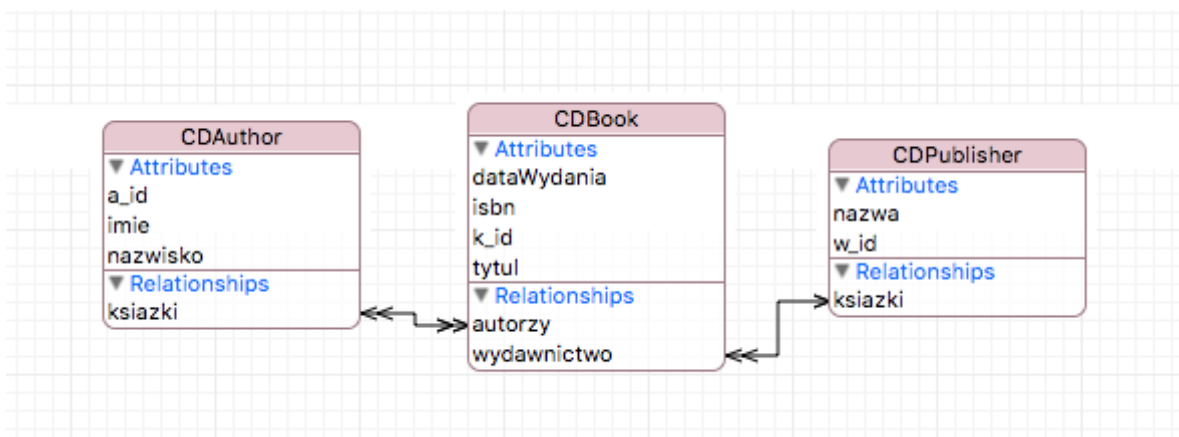 CDAuthor
Attributes
a_id
imie
nazwisko
Relationships
ksiazki
CDBook
Attributes
dataWydania
isbn
k_id
tytul
Relationships
autorzy
wydawnictwo
CDPublisher
Attributes
nazwa
w_id
Relationships
ksiazki